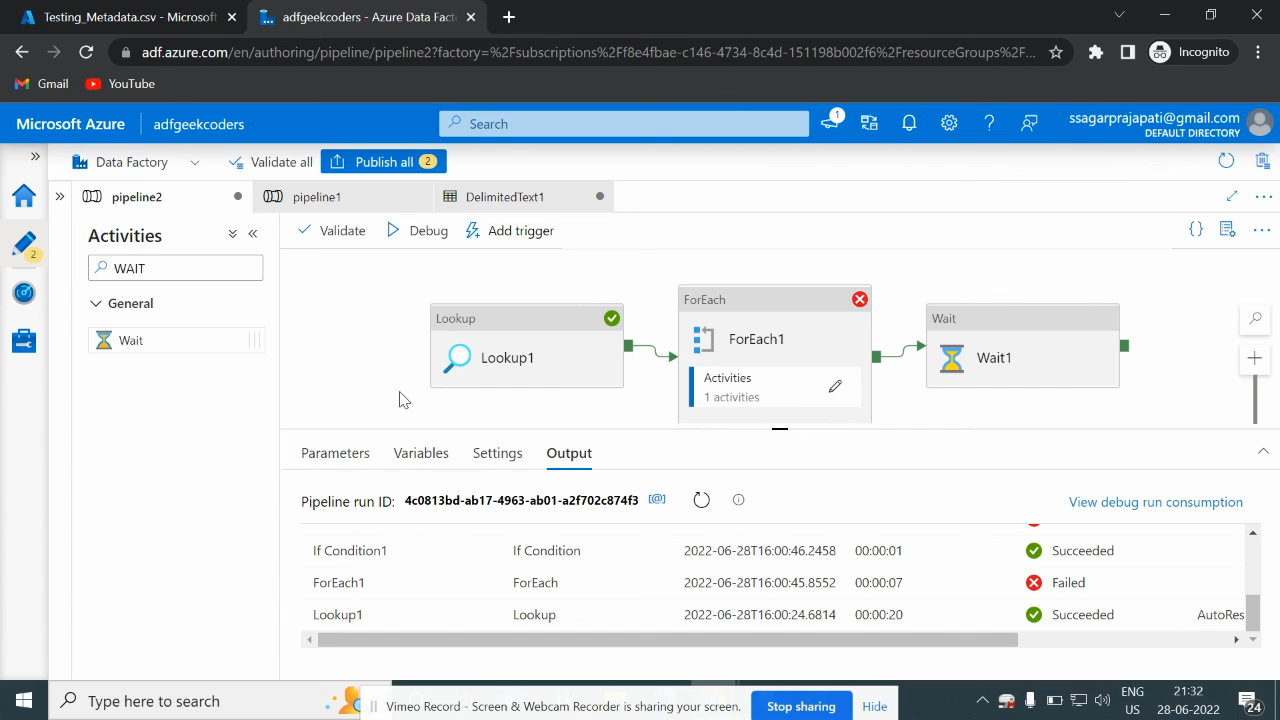 Testing_Metadata.csv - Microsoft
adfgeekcoders - Azure Data Facto
adf.azure.com/en/authoring/pipeline/pipeline2?factory=%2Fsubscriptions%2Ff8e4fbae-c146-4734-8c4d-151198b002f6%2FresourceGroups%2F...
Incognito
Gmail
YouTube
Microsoft Azure
adfgeekcoders
Search
1
ssagarprajapati@gmail.com
DEFAULT DIRECTORY
Data Factory
Validate all
Publish all
2
pipeline2
pipeline1
DelimitedText1
2
Activities
WAIT
General
Wait
Validate
Debug
Add trigger
Lookup
Lookup1
ForEach
ForEach1
Activities
1 activities
Wait
Wait1
Parameters
Variables
Settings
Output
Pipeline run ID: 4c0813bd-ab17-4963-ab01-a2f702c874f3 [@]
View debug run consumption
If Condition1 If Condition 2022-06-28T16:00:46.2458 00:00:01 Succeeded
ForEach1 ForEach 2022-06-28T16:00:45.8552 00:00:07 Failed
Lookup1 Lookup 2022-06-28T16:00:24.6814 00:00:20 Succeeded AutoRes
Type here to search
Vimeo Record - Screen & Webcam Recorder is sharing your screen.
Stop sharing
Hide
ENG
US
21:32
28-06-2022
24